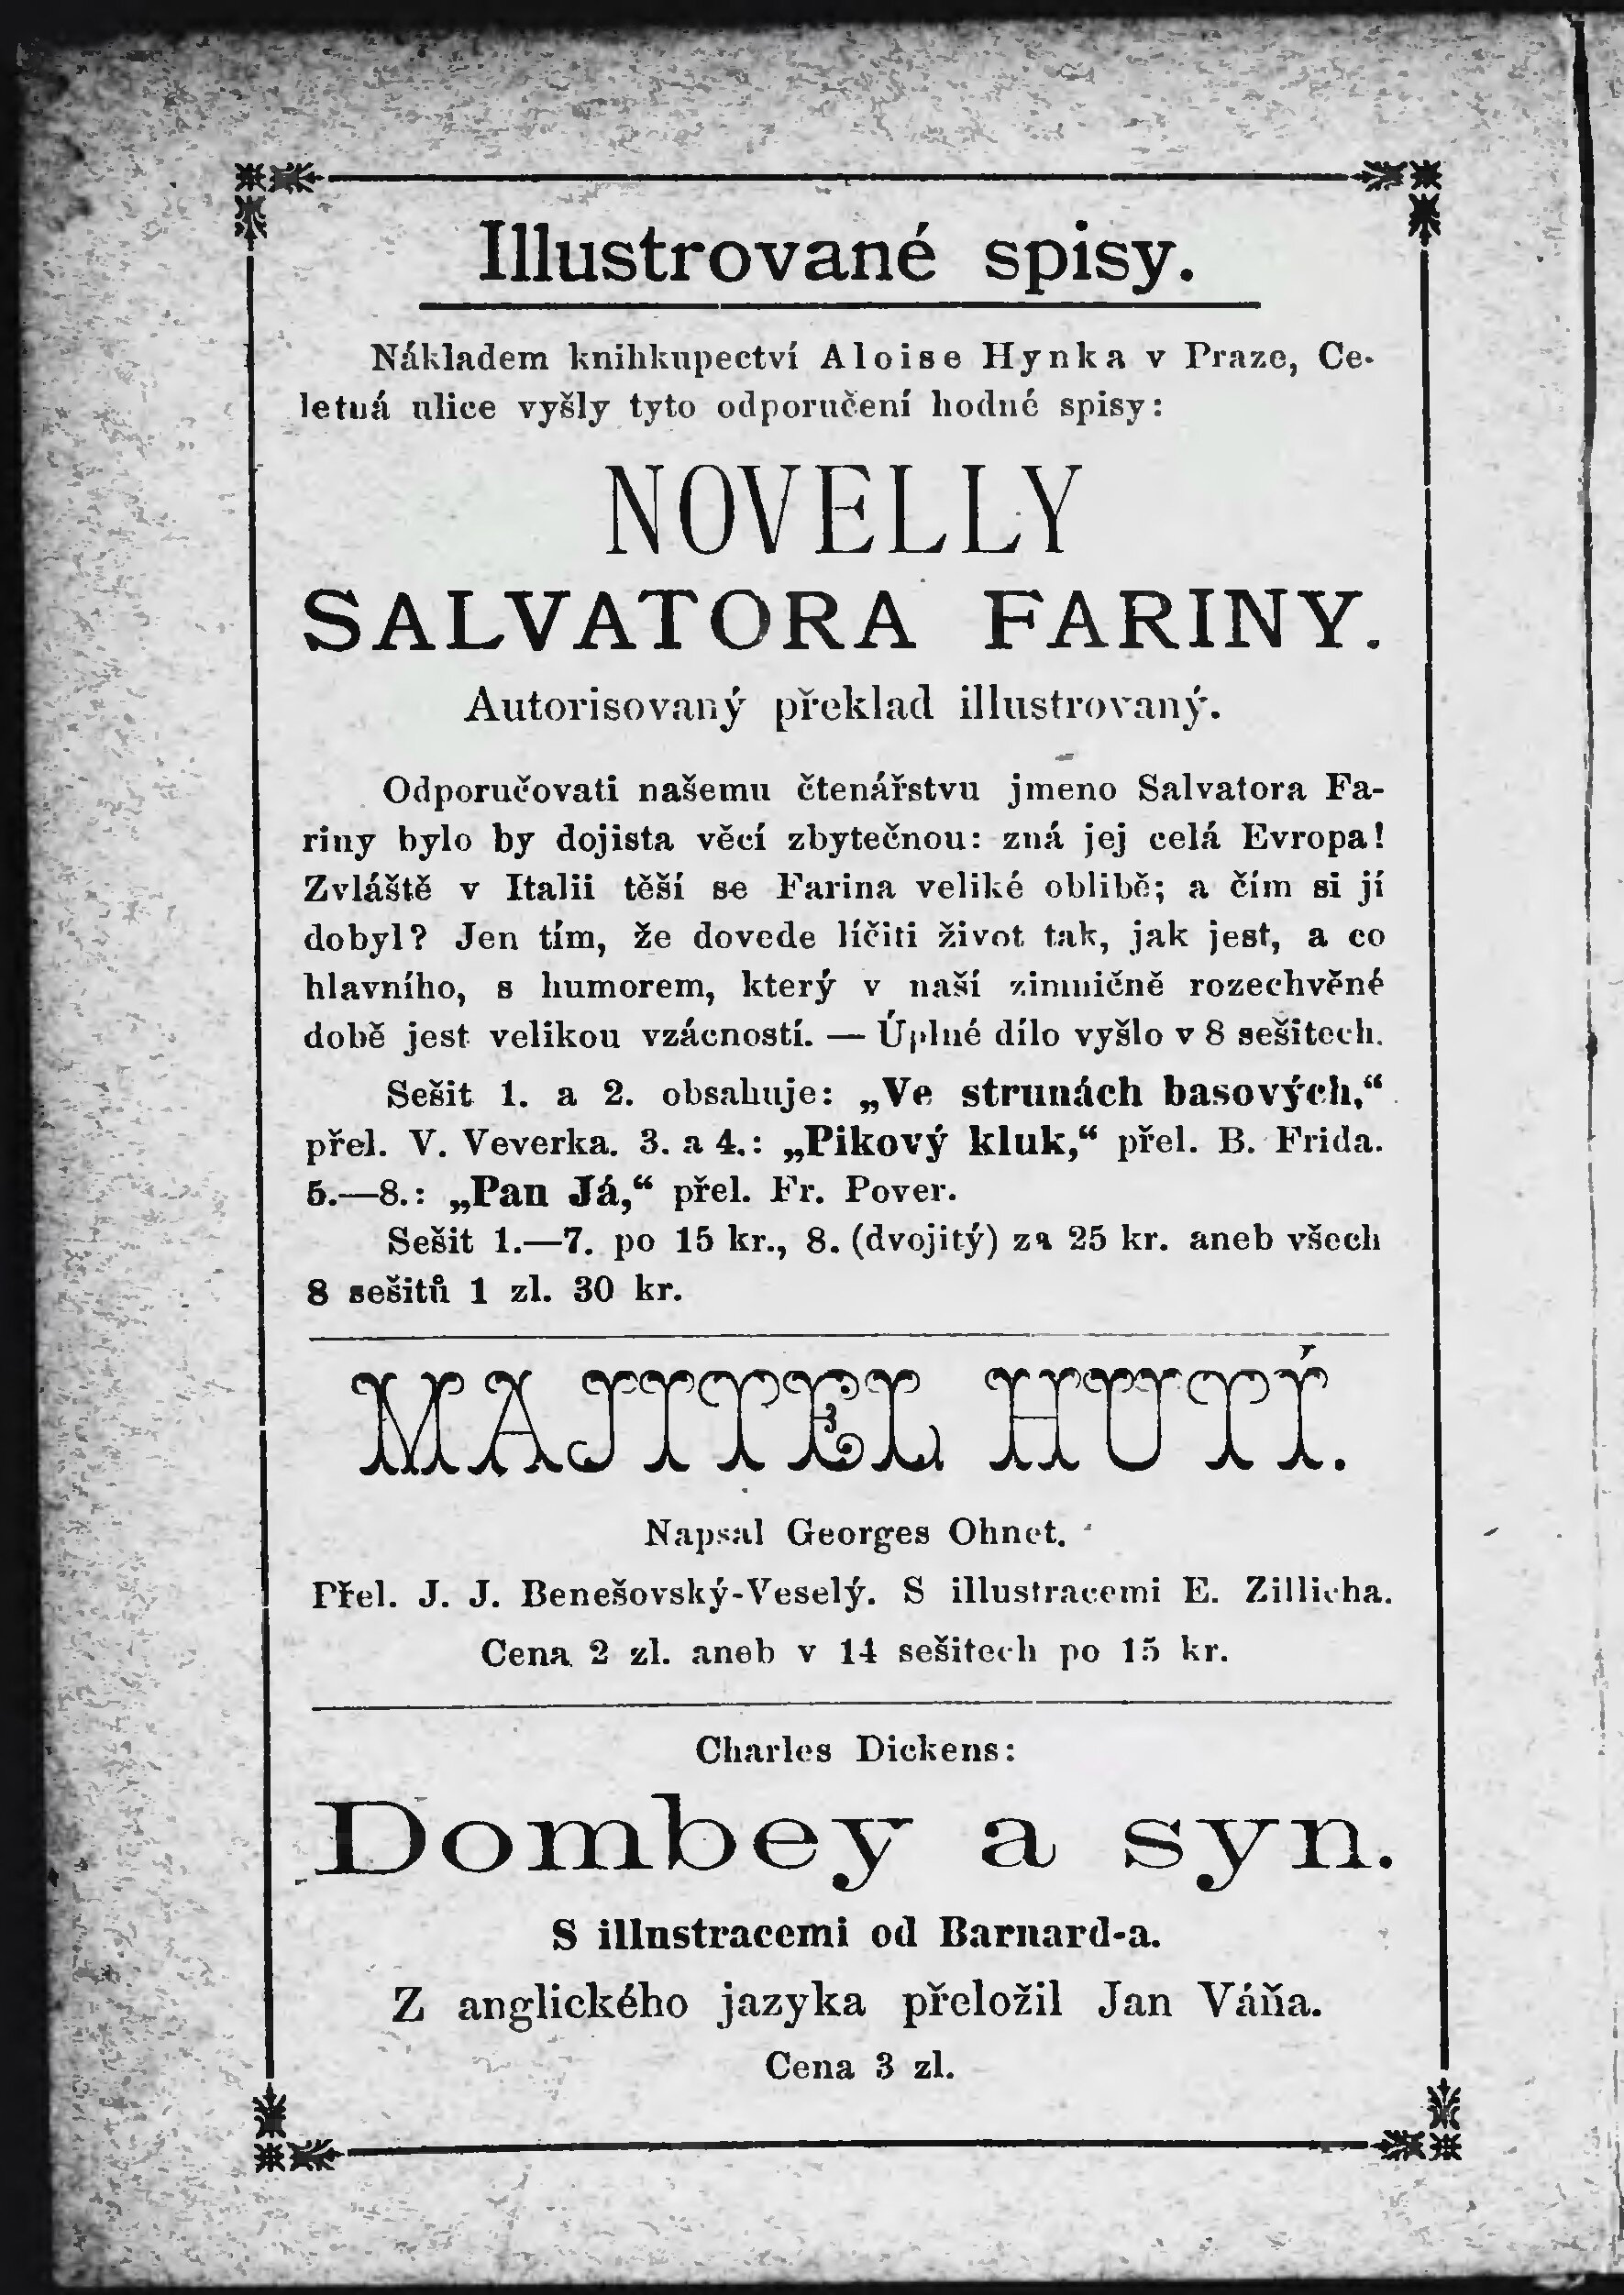 Illustrované spisy.
Nákladem knihkupectví Aloise Hynka v Praze, Ce-
letná ulice vyšly tyto odporučení hodné spisy:
NOVELLY
SALVATORA FARINY.
Autorisovaný překlad illustrovaný.
Odporučovati našemu čtenářstvu jmeno Salvatora Fa-
riny bylo by dojista věcí zbytečnou: zná jej celá Evropa!
Zvláště v Italii těší se Farina veliké oblibě; a čím si jí
dobyl? Jen tím, že dovede líčiti život tak, jak jest, a co
hlavního, s humorem, který v naší zimničně rozechvěné
době jest velikou vzácností. — Úplné dílo vyšlo v 8 sešitech.
Sešit 1. a 2. obsahuje: „Ve strunách basových,“
přel. V. Veverka. 3. a 4.: „Pikový kluk,“ přel. B. Frida.
5.—8.: „Pan Já,“ přel. Fr. Pover.
Sešit 1.—7. po 15 kr., 8. (dvojitý) za 25 kr. aneb všech
8 sešitů 1 zl. 30 kr.
MAJITEL HUTÍ.
Napsal Georges Ohnet.
Přel. J. J. Benešovský-Veselý. S illustracemi E. Zillicha.
Cena 2 zl. aneb v 14 sešitech po 15 kr.
Charles Dickens:
Dombey a syn.
S illnstracemi od Barnard-a.
Z anglického jazyka přeložil Jan Váňa.
Cena 3 zl.